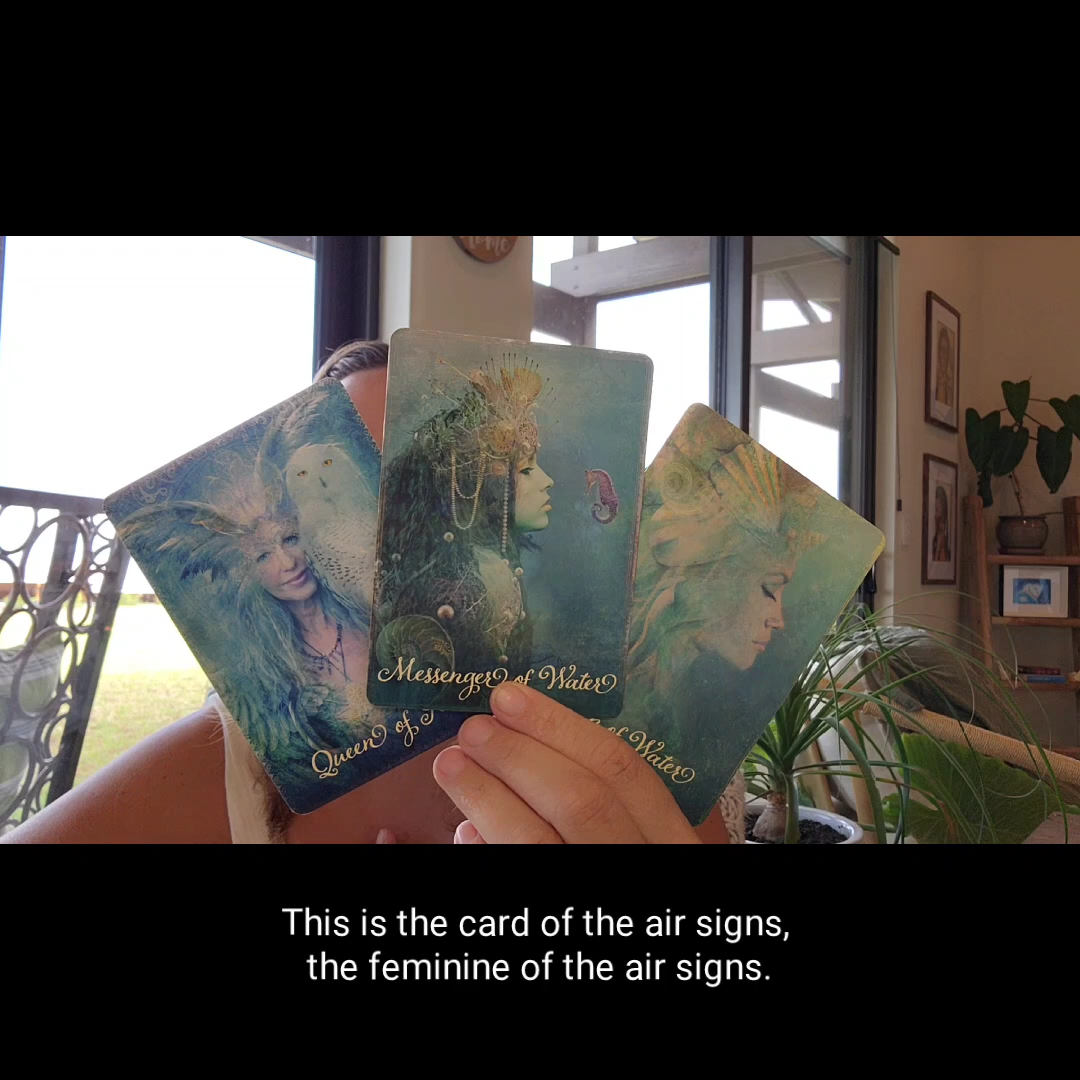 Home
Messenger of Water
Queen of
of Water
This is the card of the air signs,
the feminine of the air signs.